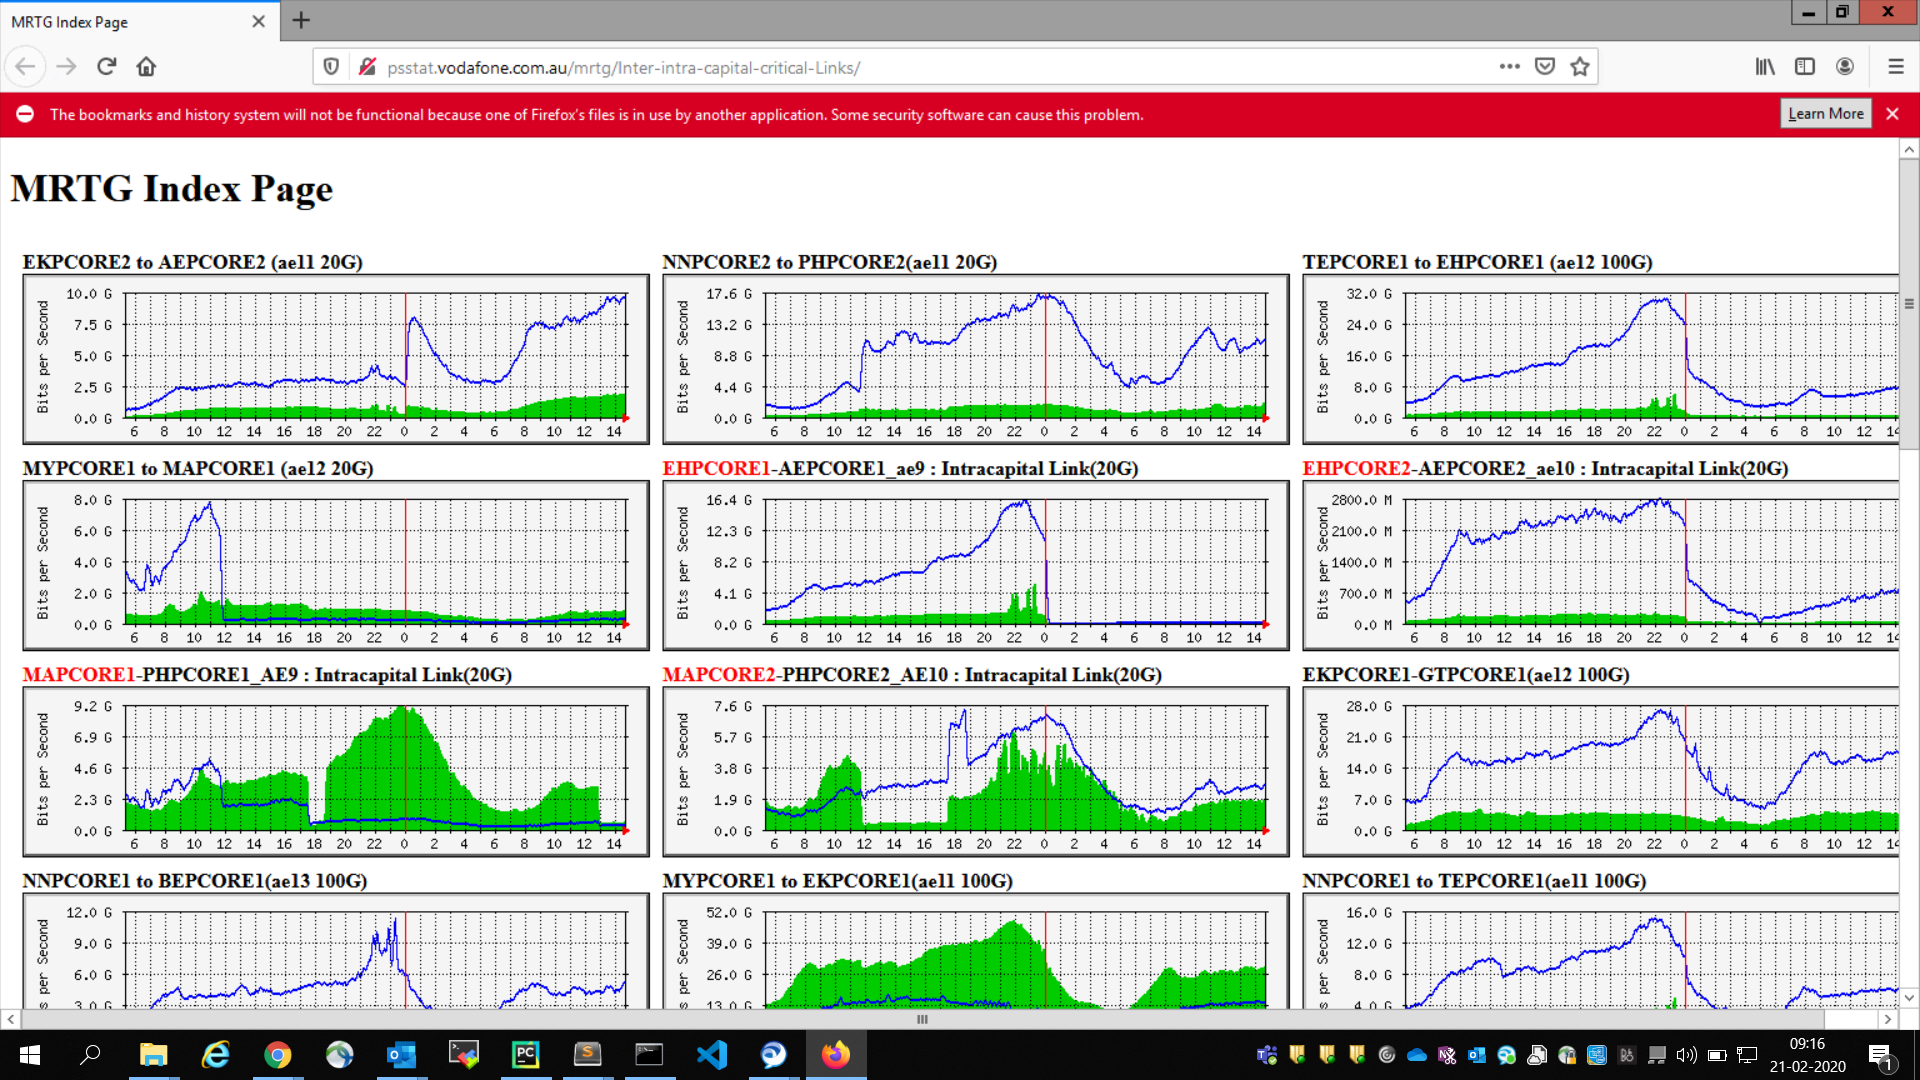 MRTG Index Page
psstat.vodafone.com.au/mrtg/Inter-intra-capital-critical-Links/
The bookmarks and history system will not be functional because one of Firefox's files is in use by another application. Some security software can cause this problem.
Learn More
MRTG Index Page
EKPCORE2 to AEPCORE2 (ae11 20G)
Bits per Second
10.0 G
7.5 G
5.0 G
2.5 G
0.0 G
6 8 10 12 14 16 18 20 22 0 2 4 6 8 10 12 14
NNPCORE2 to PHPCORE2(ae11 20G)
Bits per Second
17.6 G
13.2 G
8.8 G
4.4 G
0.0 G
6 8 10 12 14 16 18 20 22 0 2 4 6 8 10 12 14
TEPCORE1 to EHPCORE1 (ae12 100G)
Bits per Second
32.0 G
24.0 G
16.0 G
8.0 G
0.0 G
6 8 10 12 14 16 18 20 22 0 2 4 6 8 10 12 14
MYPCORE1 to MAPCORE1 (ae12 20G)
Bits per Second
8.0 G
6.0 G
4.0 G
2.0 G
0.0 G
6 8 10 12 14 16 18 20 22 0 2 4 6 8 10 12 14
EHPCORE1-AEPCORE1_ae9 : Intracapital Link(20G)
Bits per Second
16.4 G
12.3 G
8.2 G
4.1 G
0.0 G
6 8 10 12 14 16 18 20 22 0 2 4 6 8 10 12 14
EHPCORE2-AEPCORE2_ae10 : Intracapital Link(20G)
Bits per Second
2800.0 M
2100.0 M
1400.0 M
700.0 M
0.0 M
6 8 10 12 14 16 18 20 22 0 2 4 6 8 10 12 14
MAPCORE1-PHPCORE1_AE9 : Intracapital Link(20G)
Bits per Second
9.2 G
6.9 G
4.6 G
2.3 G
0.0 G
6 8 10 12 14 16 18 20 22 0 2 4 6 8 10 12 14
MAPCORE2-PHPCORE2_AE10 : Intracapital Link(20G)
Bits per Second
7.6 G
5.7 G
3.8 G
1.9 G
0.0 G
6 8 10 12 14 16 18 20 22 0 2 4 6 8 10 12 14
EKPCORE1-GTPCORE1(ae12 100G)
Bits per Second
28.0 G
21.0 G
14.0 G
7.0 G
0.0 G
6 8 10 12 14 16 18 20 22 0 2 4 6 8 10 12 14
NNPCORE1 to BEPCORE1(ae13 100G)
s per Second
12.0 G
9.0 G
6.0 G
3.0 G
MYPCORE1 to EKPCORE1(ae11 100G)
s per Second
52.0 G
39.0 G
26.0 G
13.0 G
NNPCORE1 to TEPCORE1(ae11 100G)
s per Second
16.0 G
12.0 G
8.0 G
4.0 G
09:16
21-02-2020
1